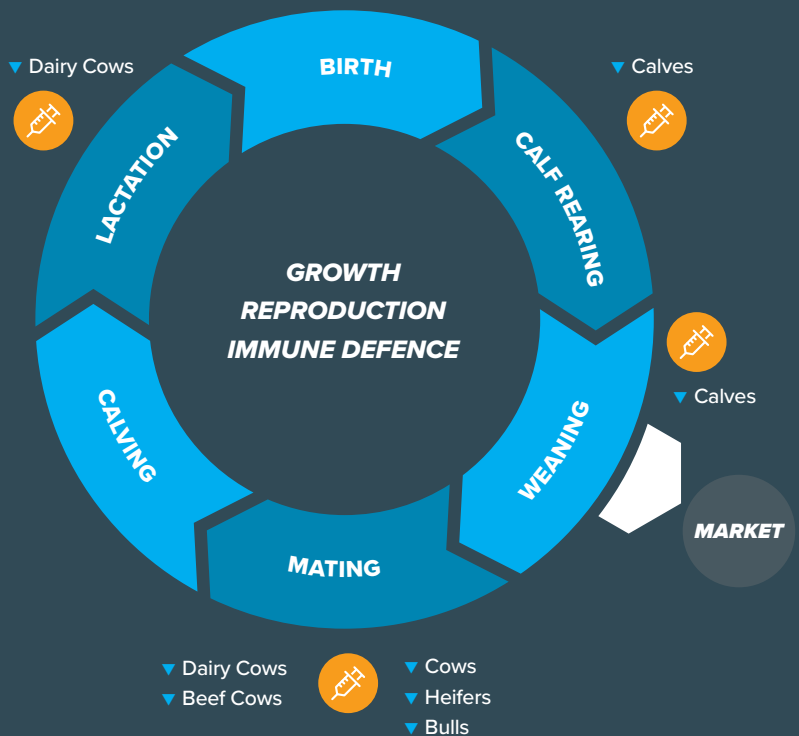 BIRTH
Dairy Cows
Calves
LACTATION
CALF REARING
GROWTH
REPRODUCTION
IMMUNE DEFENCE
Calves
CALVING
WEANING
MARKET
MATING
Dairy Cows
Beef Cows
Cows
Heifers
Bulls